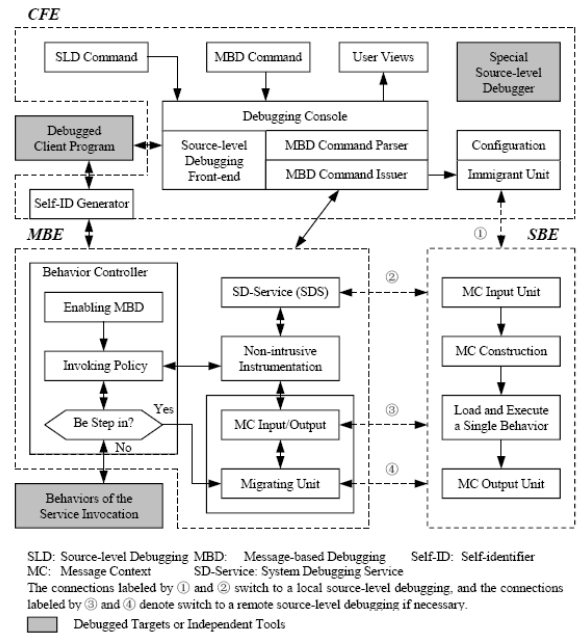 CFE
SLD Command
MBD Command
User Views
Special
Source-level
Debugger
Debugging Console
Debugged
Client Program
Source-level
Debugging
Front-end
MBD Command Parser
MBD Command Issuer
Configuration
Immigrant Unit
Self-ID Generator
MBE
①
SBE
Behavior Controller
Enabling MBD
SD-Service (SDS)
②
MC Input Unit
Invoking Policy
Non-intrusive
Instrumentation
MC Construction
Be Step in?
Yes
No
MC Input/Output
③
Load and Execute
a Single Behavior
Migrating Unit
④
MC Output Unit
Behaviors of the
Service Invocation
SLD: Source-level Debugging MBD: Message-based Debugging Self-ID: Self-identifier
MC: Message Context SD-Service: System Debugging Service
The connections labeled by ① and ② switch to a local source-level debugging, and the connections
labeled by ③ and ④ denote switch to a remote source-level debugging if necessary.
Debugged Targets or Independent Tools